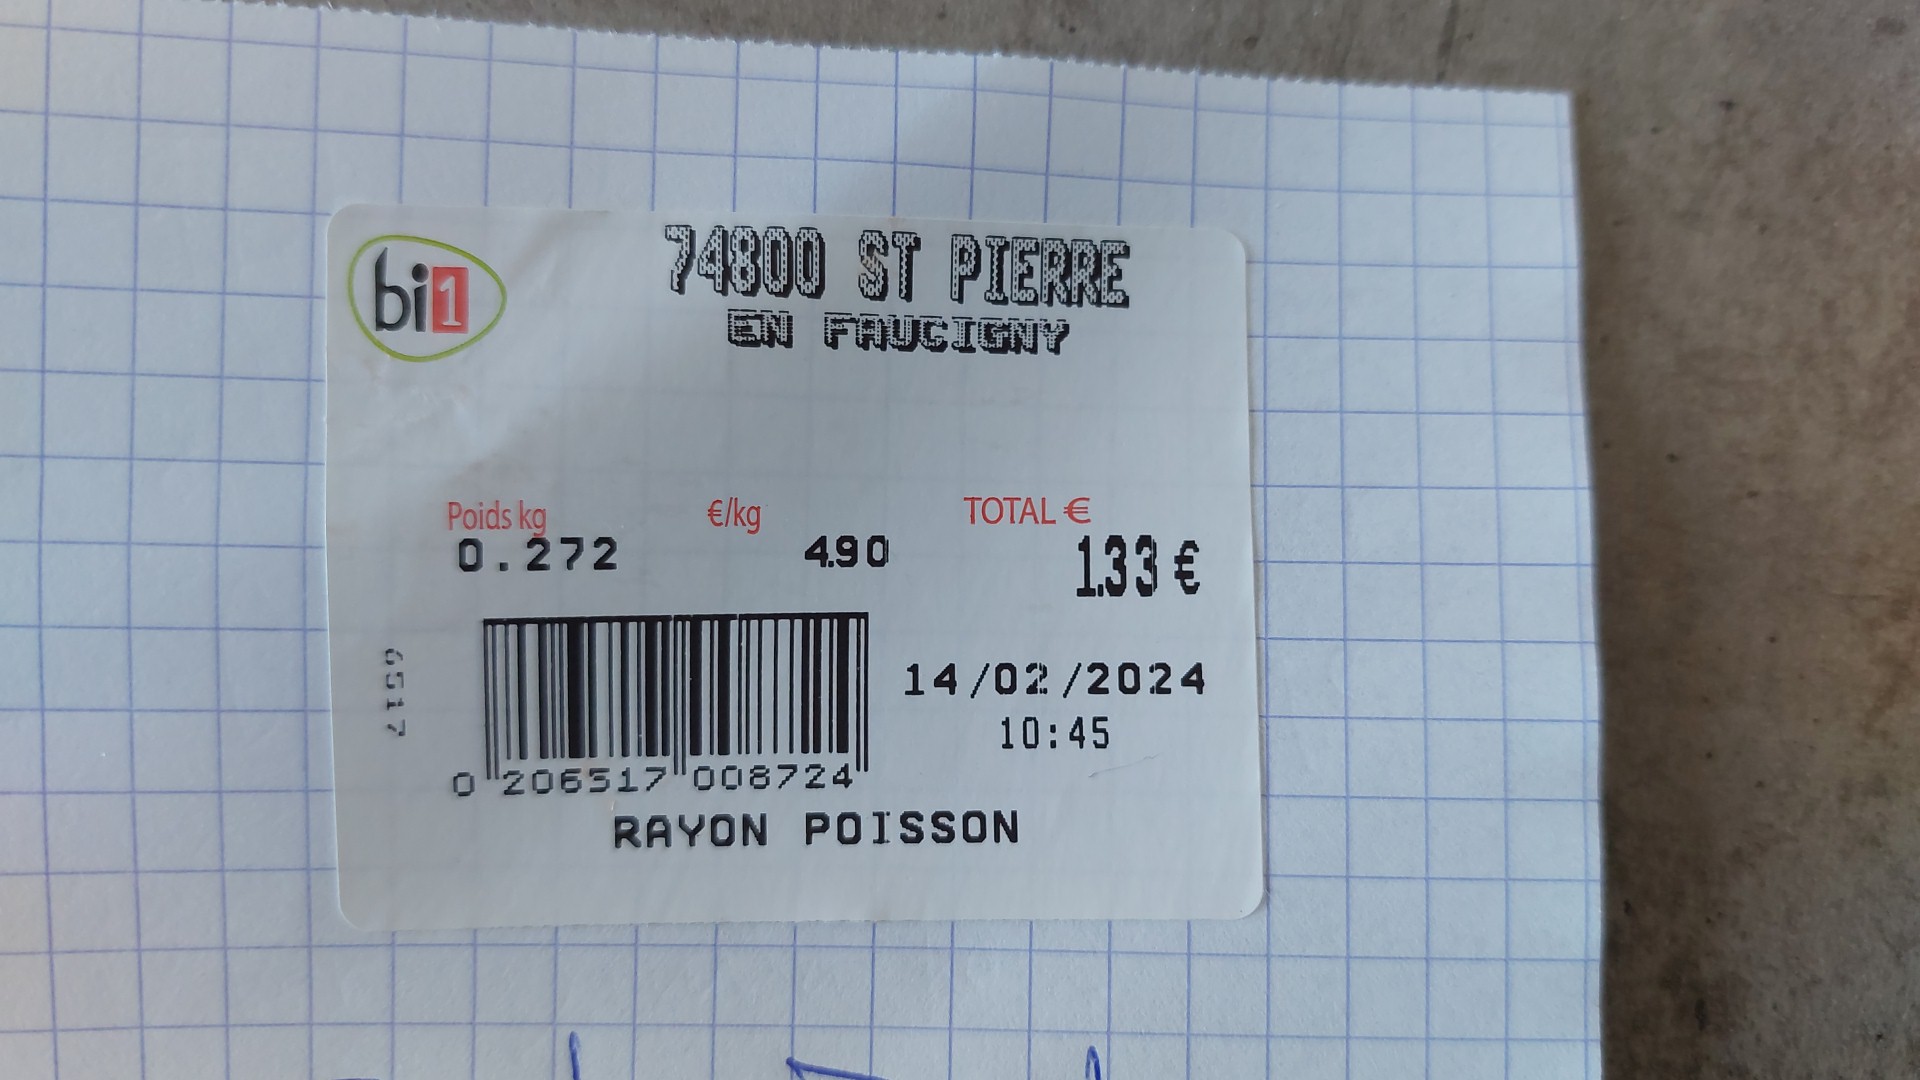 bi1
74800 ST PIERRE
EN FAUCIGNY
Poids kg €/kg TOTAL €
0.272 4.90 1.33 €
6517
14/02/2024
10:45
0 206517 008724
RAYON POISSON